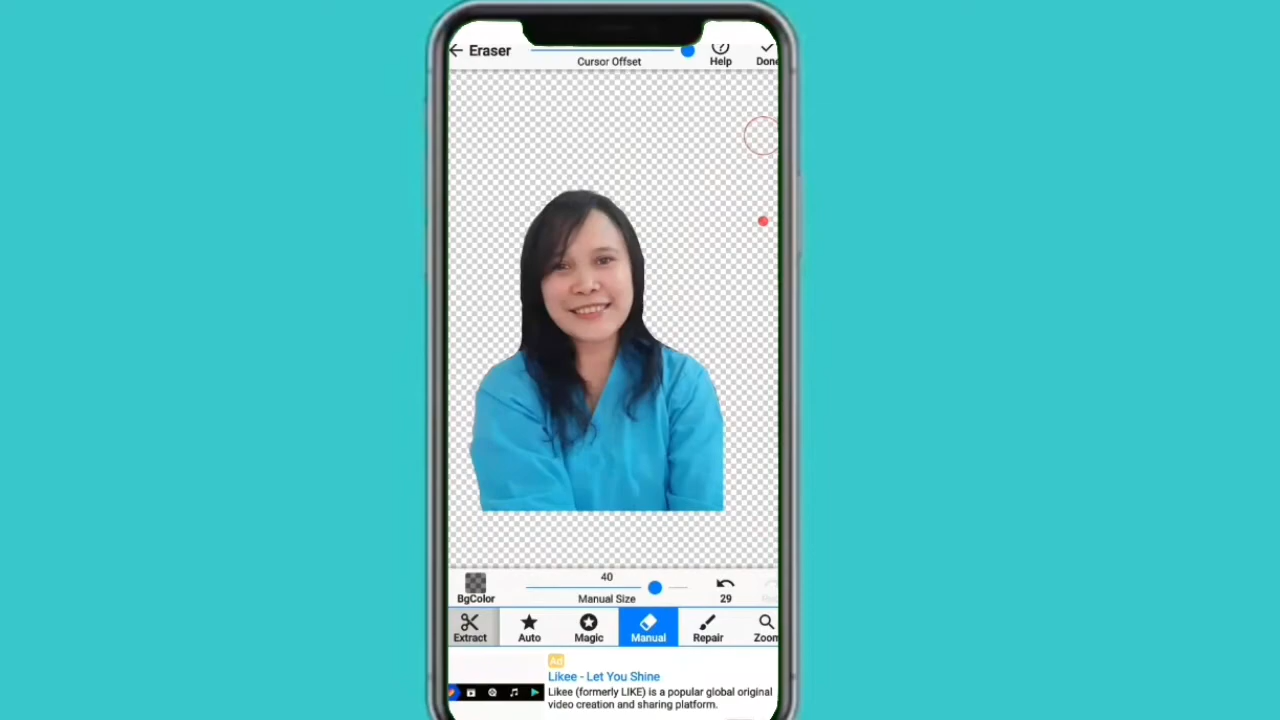 Eraser
Cursor Offset
Help
Done
40
BgColor
Manual Size
29
Extract
Auto
Magic
Manual
Repair
Zoom
Ad
Likee - Let You Shine
Likee (formerly LIKE) is a popular global original
video creation and sharing platform.